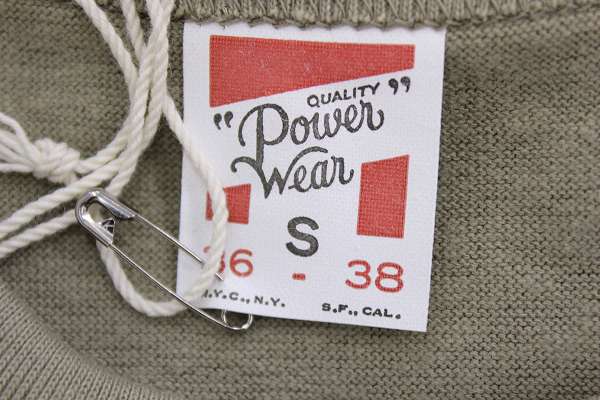 QUALITY
"Power"
Wear
S
36 - 38
N.Y.C., N.Y. S.F., CAL.